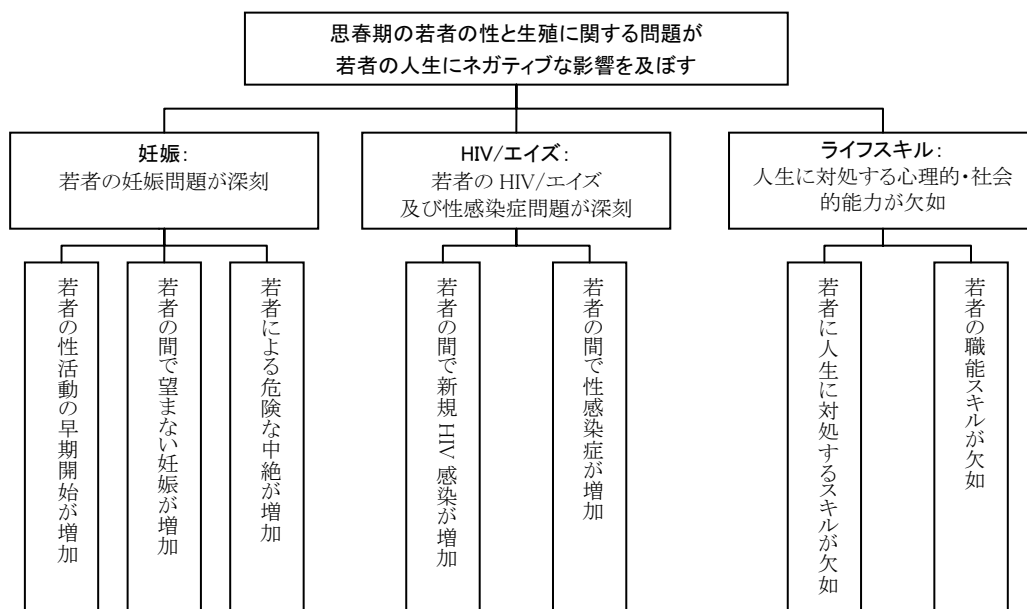 思春期の若者の性と生殖に関する問題が
若者の人生にネガティブな影響を及ぼす
妊娠：
若者の妊娠問題が深刻
HIV/エイズ：
若者の HIV/エイズ
及び性感染症問題が深刻
ライフスキル：
人生に対処する心理的・社会
的能力が欠如
若者の性活動の早期開始が増加
若者の間で望まない妊娠が増加
若者による危険な中絶が増加
若者の間で新規 HIV 感染が増加
若者の間で性感染症が増加
若者に人生に対処するスキルが欠如
若者の職能スキルが欠如